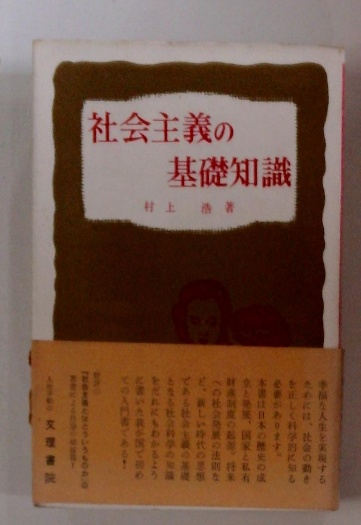 社会主義の
基礎知識
村上 浩著
幸福な人生を実現する
ためには、社会の動き
を正しく科学的に知る
必要があります。
本書は日本の歴史の成
立と発展、国家と私有
財産制度の起源、将来
への社会発展の法則な
ど、新しい時代の思想
である社会主義の基礎
となる社会科学の知識
をだれにもわかるよう
に書いた我が国で初め
ての入門書である!
文理書院